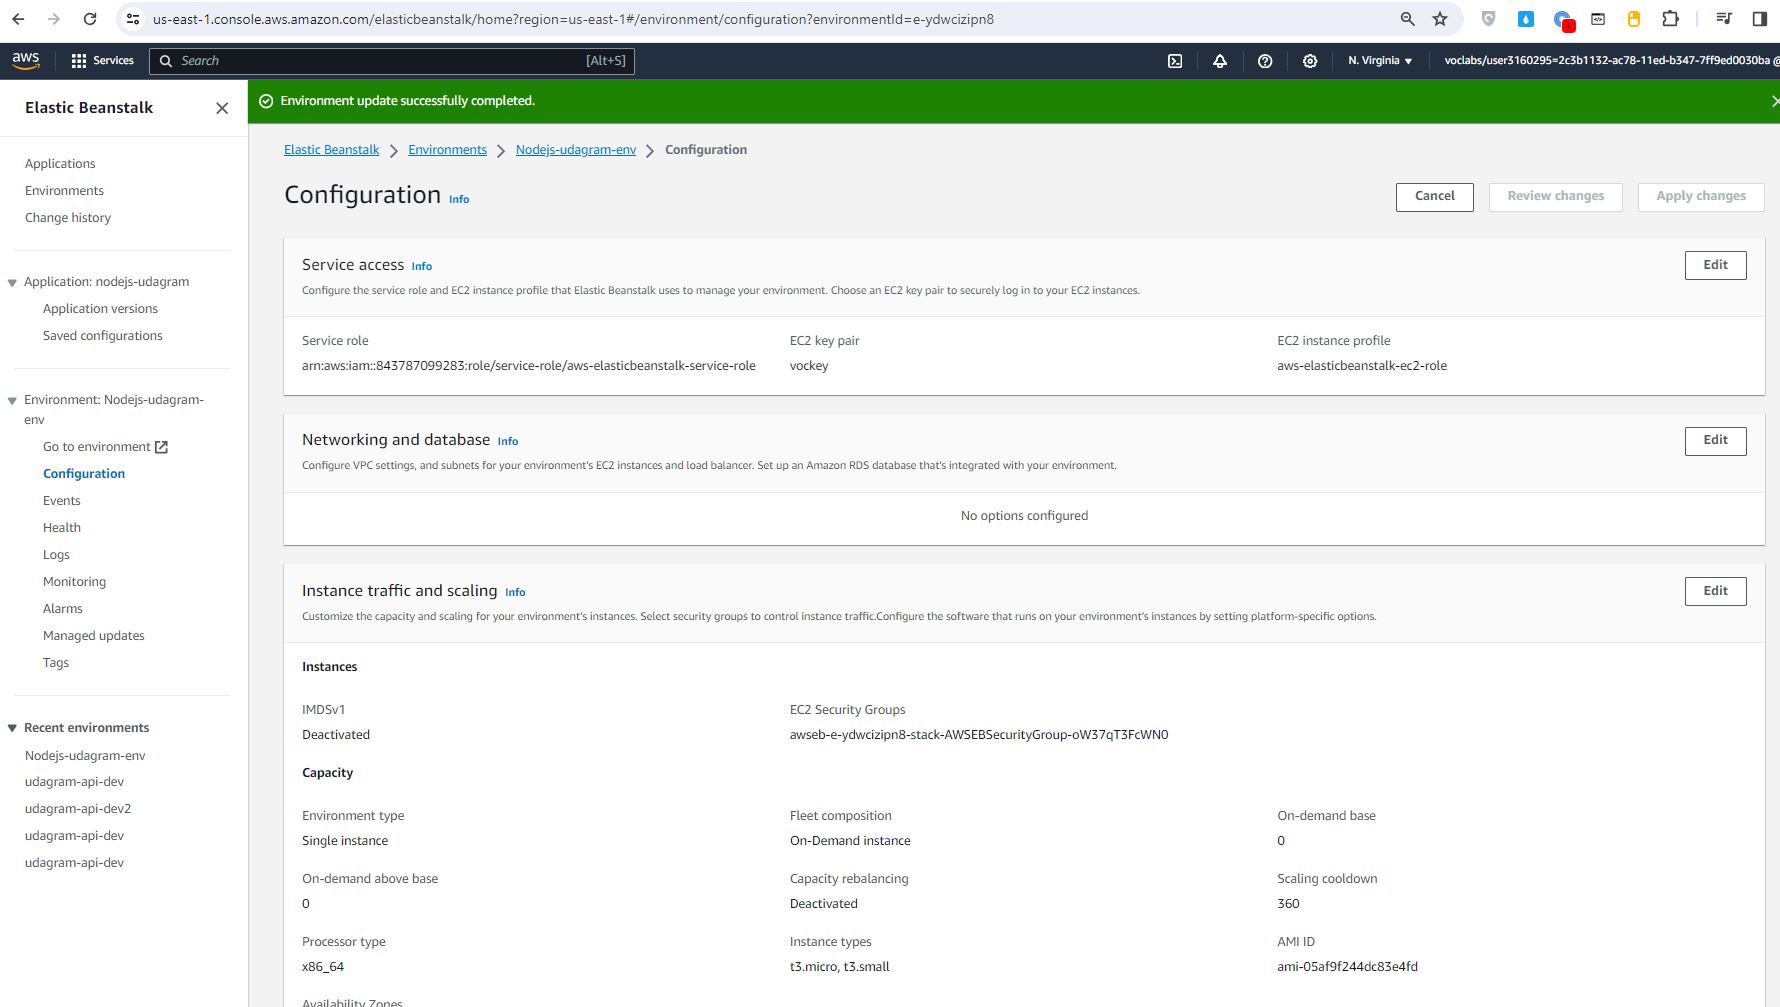 us-east-1.console.aws.amazon.com/elasticbeanstalk/home?region=us-east-1#/environment/configuration?environmentId=e-ydwcizipn8
aws
Services
Search
[Alt+S]
N. Virginia
voclabs/user3160295=2c3b1132-ac78-11ed-b347-7ff9ed0030ba @
Elastic Beanstalk
Applications
Environments
Change history
Application: nodejs-udagram
Application versions
Saved configurations
Environment: Nodejs-udagram-
env
Go to environment
Configuration
Events
Health
Logs
Monitoring
Alarms
Managed updates
Tags
Recent environments
Nodejs-udagram-env
udagram-api-dev
udagram-api-dev2
udagram-api-dev
udagram-api-dev
Environment update successfully completed.
Elastic Beanstalk > Environments > Nodejs-udagram-env > Configuration
Configuration Info
Cancel
Review changes
Apply changes
Service access Info
Edit
Configure the service role and EC2 instance profile that Elastic Beanstalk uses to manage your environment. Choose an EC2 key pair to securely log in to your EC2 instances.
Service role
arn:aws:iam::843787099283:role/service-role/aws-elasticbeanstalk-service-role
EC2 key pair
vockey
EC2 instance profile
aws-elasticbeanstalk-ec2-role
Networking and database Info
Edit
Configure VPC settings, and subnets for your environment's EC2 instances and load balancer. Set up an Amazon RDS database that's integrated with your environment.
No options configured
Instance traffic and scaling Info
Edit
Customize the capacity and scaling for your environment's instances. Select security groups to control instance traffic.Configure the software that runs on your environment's instances by setting platform-specific options.
Instances
IMDSv1
Deactivated
EC2 Security Groups
awseb-e-ydwcizipn8-stack-AWSEBSecurityGroup-oW37qT3FcWN0
Capacity
Environment type
Single instance
Fleet composition
On-Demand instance
On-demand base
0
On-demand above base
0
Capacity rebalancing
Deactivated
Scaling cooldown
360
Processor type
x86_64
Instance types
t3.micro, t3.small
AMI ID
ami-05af9f244dc83e4fd
Availability Zones